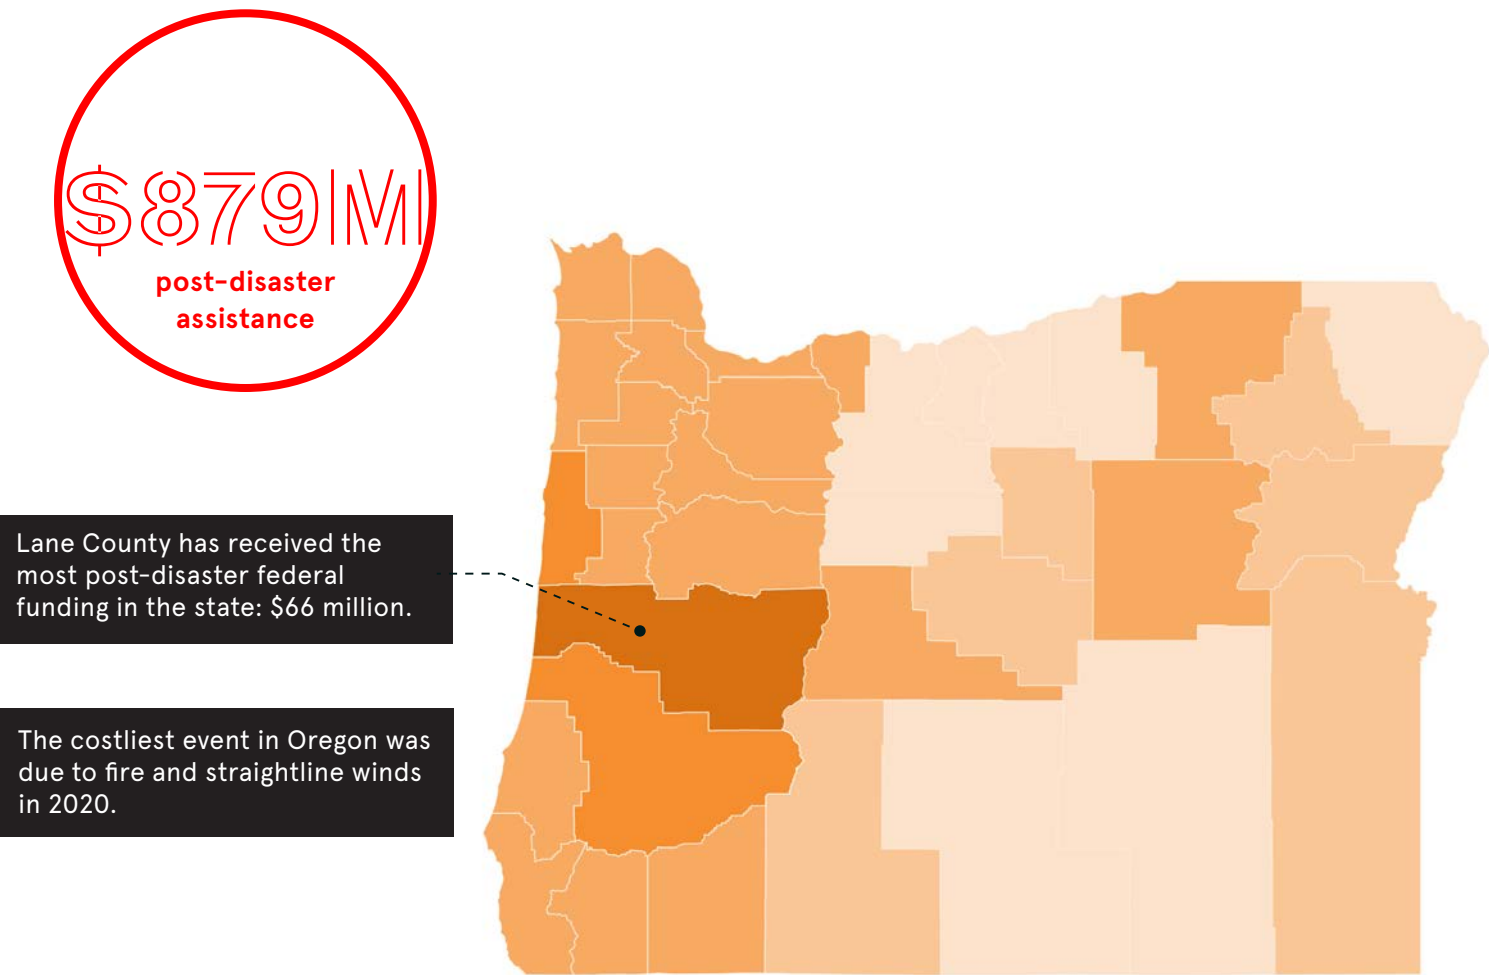 $879M
post-disaster
assistance
Lane County has received the
most post-disaster federal
funding in the state: $66 million.
The costliest event in Oregon was
due to fire and straightline winds
in 2020.